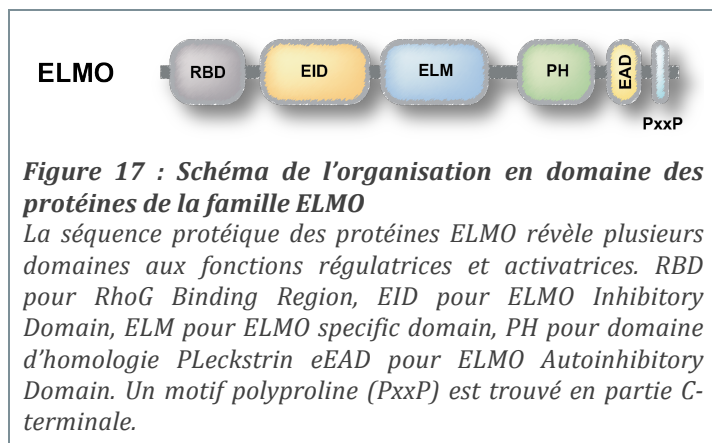 ELMO RBD EID ELM PH EAD
PxxP
Figure 17 : Schéma de l'organisation en domaine des
protéines de la famille ELMO
La séquence protéique des protéines ELMO révèle plusieurs
domaines aux fonctions régulatrices et activatrices. RBD
pour RhoG Binding Region, EID pour ELMO Inhibitory
Domain, ELM pour ELMO specific domain, PH pour domaine
d'homologie PLeckstrin eEAD pour ELMO Autoinhibitory
Domain. Un motif polyproline (PxxP) est trouvé en partie C-
terminale.